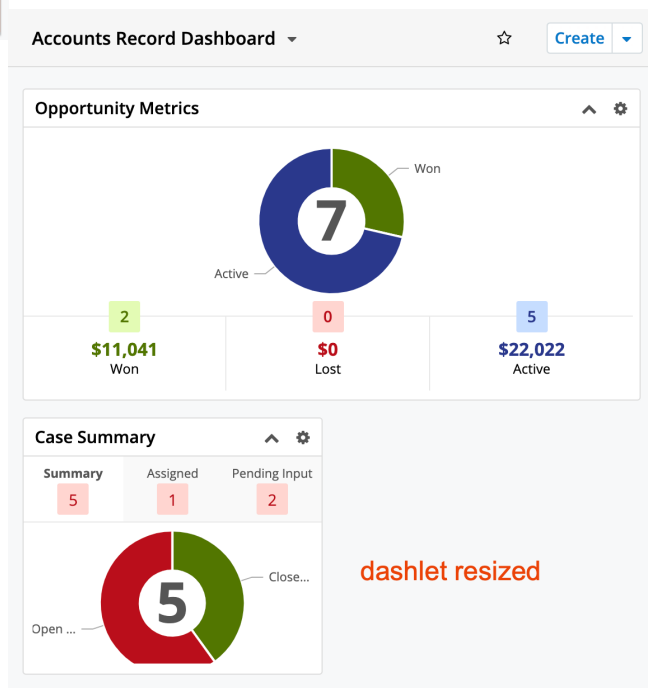 Accounts Record Dashboard
Create
Opportunity Metrics
Won
7
Active
2
0
5
$11,041
$0
$22,022
Won
Lost
Active
Case Summary
Summary
Assigned
Pending Input
5
1
2
Close...
5
Open ...
dashlet resized